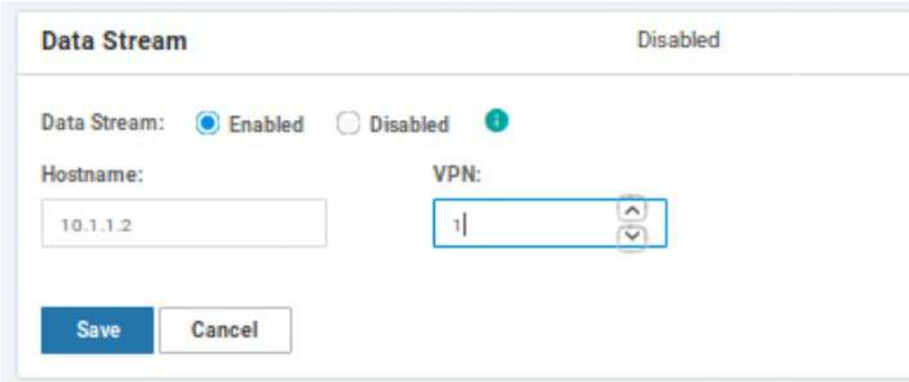 Data Stream Disabled
Data Stream: Enabled Disabled i
Hostname: VPN:
10.1.1.2 1
Save Cancel